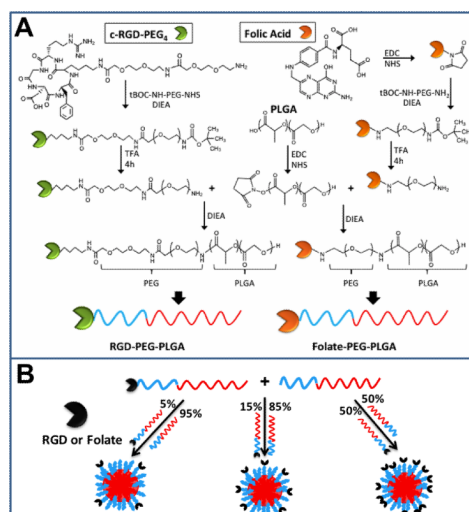 A
c-RGD-PEG4
Folic Acid
EDC
NHS
tBOC-NH-PEG-NHS
DIEA
PLGA
tBOC-NH-PEG-NH2
DIEA
TFA
4h
EDC
NHS
TFA
4h
+
+
DIEA
DIEA
PEG
PLGA
PEG
PLGA
RGD-PEG-PLGA
Folate-PEG-PLGA
B
+
RGD or Folate
5%
95%
15%
85%
50%
50%